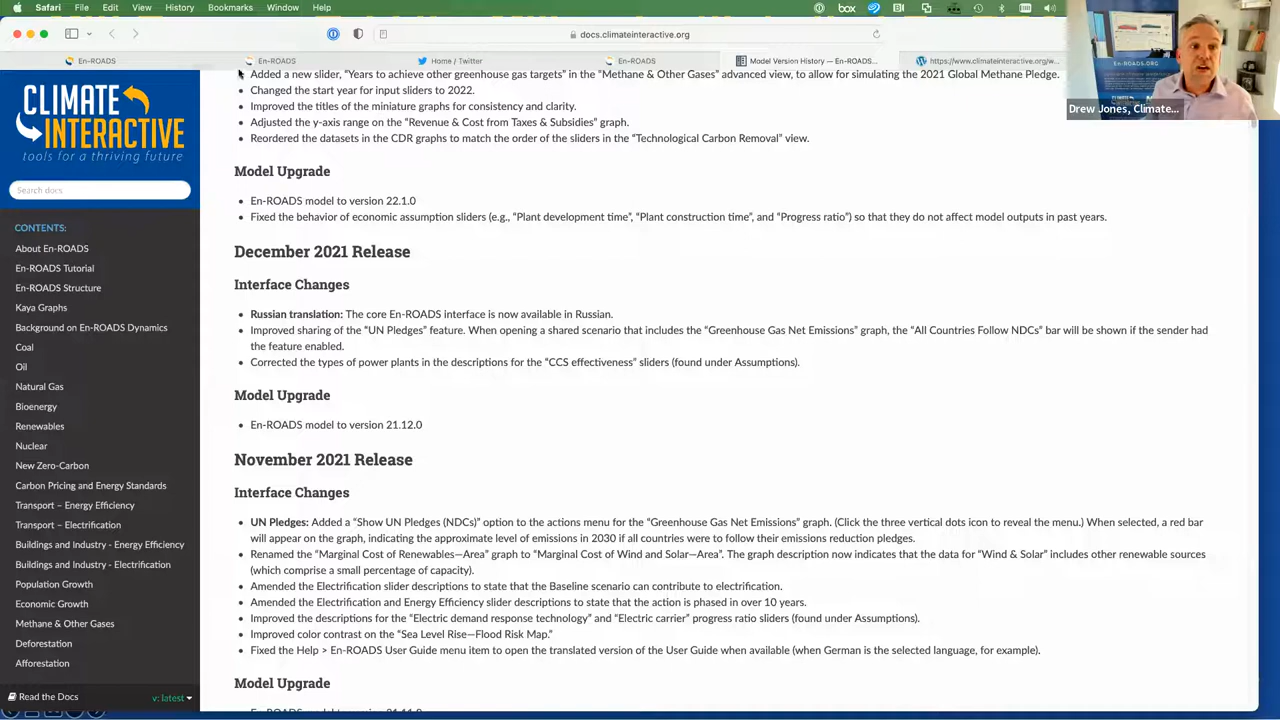 Safari File Edit View History Bookmarks Window Help
box
docs.climateinteractive.org
En-ROADS
En-ROADS
Home / Twitter
En-ROADS
Model Version History — En-ROADS...
https://www.climateinteractive.org/w...
Drew Jones, Climate...
CLIMATE
INTERACTIVE
tools for a thriving future
Search docs
CONTENTS:
About En-ROADS
En-ROADS Tutorial
En-ROADS Structure
Kaya Graphs
Background on En-ROADS Dynamics
Coal
Oil
Natural Gas
Bioenergy
Renewables
Nuclear
New Zero-Carbon
Carbon Pricing and Energy Standards
Transport – Energy Efficiency
Transport – Electrification
Buildings and Industry - Energy Efficiency
Buildings and Industry - Electrification
Population Growth
Economic Growth
Methane & Other Gases
Deforestation
Afforestation
Read the Docs v: latest
Added a new slider, “Years to achieve other greenhouse gas targets” in the “Methane & Other Gases” advanced view, to allow for simulating the 2021 Global Methane Pledge.
Changed the start year for input sliders to 2022.
Improved the titles of the miniature graphs for consistency and clarity.
Adjusted the y-axis range on the “Revenue/Cost from Taxes & Subsidies” graph.
Reordered the datasets in the CDR graphs to match the order of the sliders in the “Technological Carbon Removal” view.
Model Upgrade
En-ROADS model to version 22.1.0
Fixed the behavior of economic assumption sliders (e.g., “Plant development time”, “Plant construction time”, and “Progress ratio”) so that they do not affect model outputs in past years.
December 2021 Release
Interface Changes
Russian translation: The core En-ROADS interface is now available in Russian.
Improved sharing of the “UN Pledges” feature. When opening a shared scenario that includes the “Greenhouse Gas Net Emissions” graph, the “All Countries Follow NDCs” bar will be shown if the sender had
the feature enabled.
Corrected the types of power plants in the descriptions for the “CCS effectiveness” sliders (found under Assumptions).
Model Upgrade
En-ROADS model to version 21.12.0
November 2021 Release
Interface Changes
UN Pledges: Added a “Show UN Pledges (NDCs)” option to the actions menu for the “Greenhouse Gas Net Emissions” graph. (Click the three vertical dots icon to reveal the menu.) When selected, a red bar
will appear on the graph, indicating the approximate level of emissions in 2030 if all countries were to follow their emissions reduction pledges.
Renamed the “Marginal Cost of Renewables—Area” graph to “Marginal Cost of Wind and Solar—Area”. The graph description now indicates that the data for “Wind & Solar” includes other renewable sources
(which comprise a small percentage of capacity).
Amended the Electrification slider descriptions to state that the Baseline scenario can contribute to electrification.
Amended the Electrification and Energy Efficiency slider descriptions to state that the action is phased in over 10 years.
Improved the descriptions for the “Electric demand response technology” and “Electric carrier” progress ratio sliders (found under Assumptions).
Improved color contrast on the “Sea Level Rise—Flood Risk Map.”
Fixed the Help > En-ROADS User Guide menu item to open the translated version of the User Guide when available (when German is the selected language, for example).
Model Upgrade